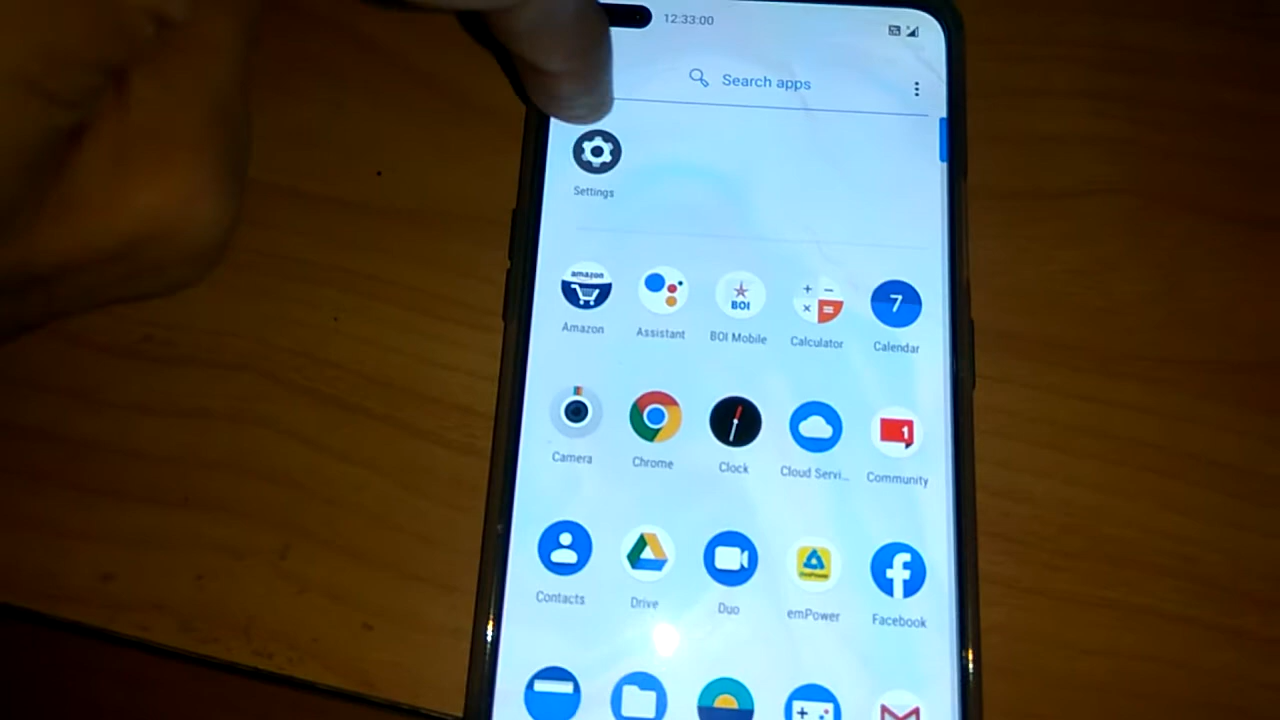 12:33:00
Search apps
Settings
amazon
BOI
7
Amazon
Assistant
BOI Mobile
Calculator
Calendar
1
Camera
Chrome
Clock
Cloud Servi...
Community
Contacts
Drive
Duo
emPower
Facebook